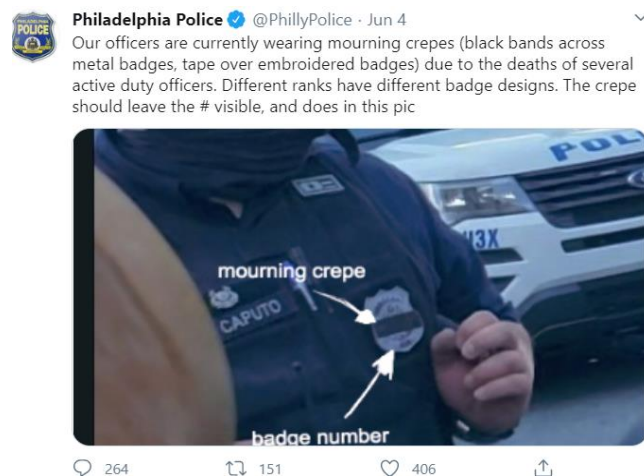 Philadelphia Police @PhillyPolice · Jun 4
Our officers are currently wearing mourning crepes (black bands across
metal badges, tape over embroidered badges) due to the deaths of several
active duty officers. Different ranks have different badge designs. The crepe
should leave the # visible, and does in this pic
POL
13X
mourning crepe
CAPUTO
badge number
264 151 406